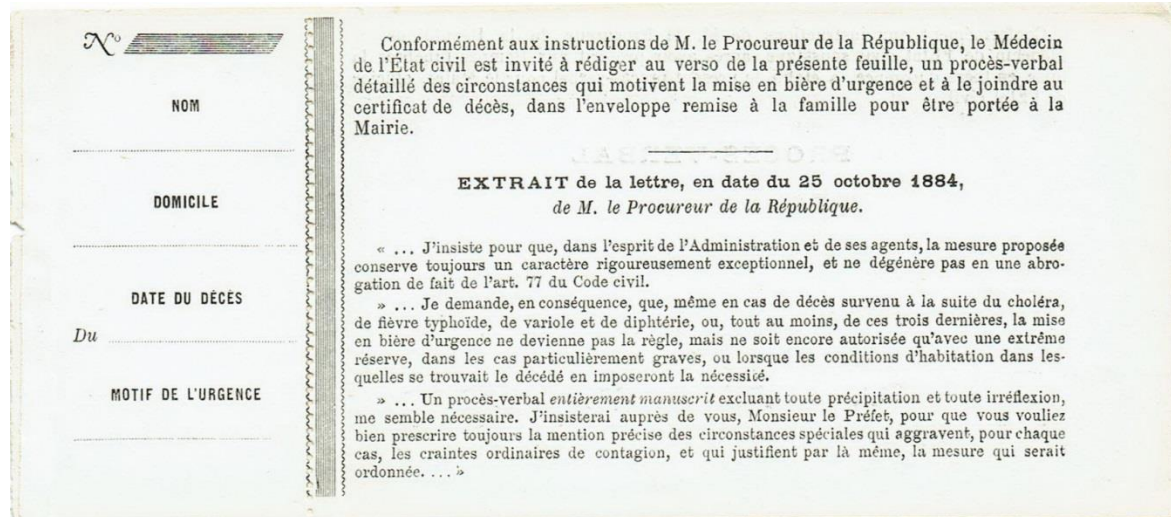 Nº
NOM
DOMICILE
DATE DU DÉCÈS
Du
MOTIF DE L'URGENCE
Conformément aux instructions de M. le Procureur de la République, le Médecin
de l'État civil est invité à rédiger au verso de la présente feuille, un procès-verbal
détaillé des circonstances qui motivent la mise en bière d'urgence et à le joindre au
certificat de décès, dans l'enveloppe remise à la famille pour être portée à la
Mairie.
PROCÈS-VERBAL
EXTRAIT de la lettre, en date du 25 octobre 1884,
de M. le Procureur de la République.
« ... J'insiste pour que, dans l'esprit de l'Administration et de ses agents, la mesure proposée
conserve toujours un caractère rigoureusement exceptionnel, et ne dégénère pas en une abro-
gation de fait de l'art. 77 du Code civil.
» ... Je demande, en conséquence, que, même en cas de décès survenu à la suite du choléra,
de fièvre typhoïde, de variole et de diphtérie, ou, tout au moins, de ces trois dernières, la mise
en bière d'urgence ne devienne pas la règle, mais ne soit encore autorisée qu'avec une extrême
réserve, dans les cas particulièrement graves, ou lorsque les conditions d'habitation dans les-
quelles se trouvait le décédé en imposeront la nécessité.
» ... Un procès-verbal entièrement manuscrit excluant toute précipitation et toute irréflexion,
me semble nécessaire. J'insisterai auprès de vous, Monsieur le Préfet, pour que vous vouliez
bien prescrire toujours la mention précise des circonstances spéciales qui aggravent, pour chaque
cas, les craintes ordinaires de contagion, et qui justifient par là même, la mesure qui serait
ordonnée. ... »